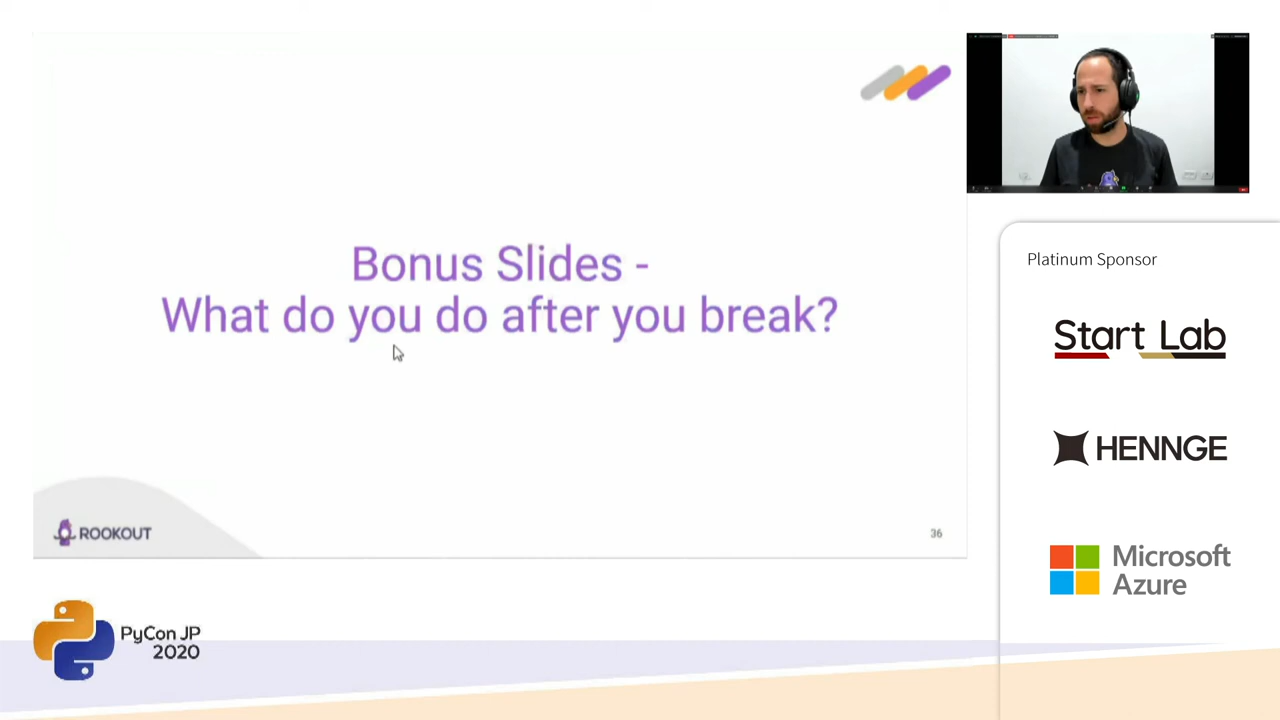 Bonus Slides -
What do you do after you break?
ROOKOUT
36
Platinum Sponsor
Start Lab
HENNGE
Microsoft
Azure
PyCon JP
2020